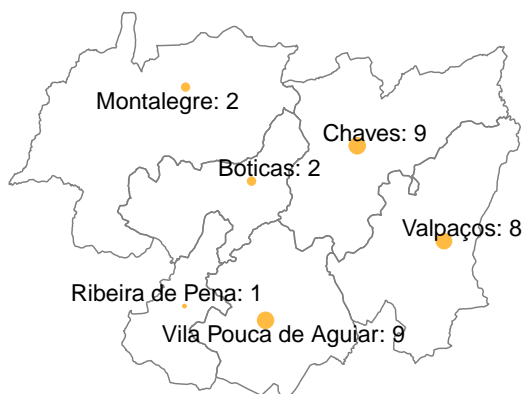 Montalegre: 2
Chaves: 9
Boticas: 2
Valpaços: 8
Ribeira de Pena: 1
Vila Pouca de Aguiar: 9